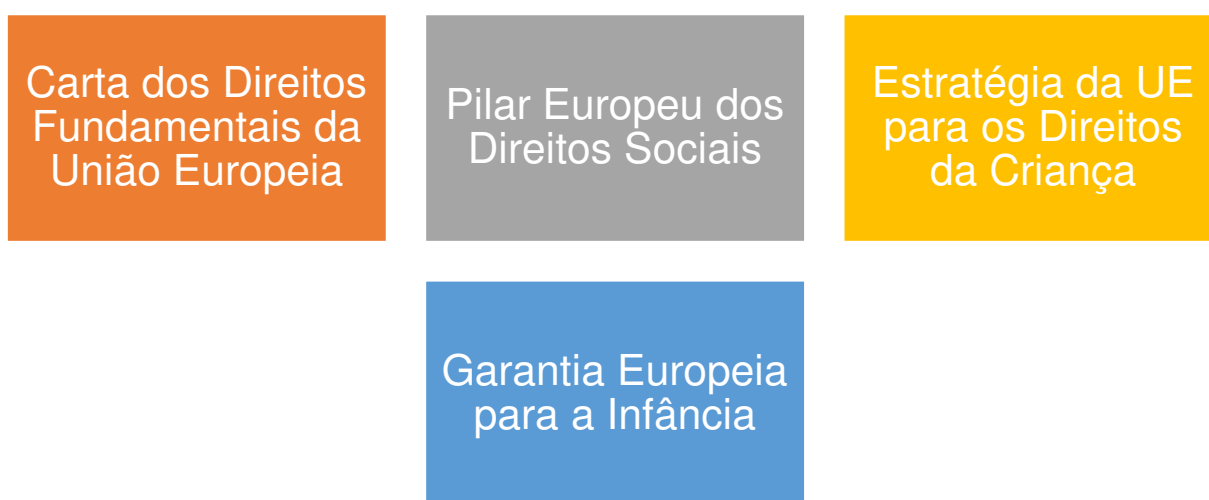 Carta dos Direitos
Fundamentais da
União Europeia
Pilar Europeu dos
Direitos Sociais
Estratégia da UE
para os Direitos
da Criança
Garantia Europeia
para a Infância